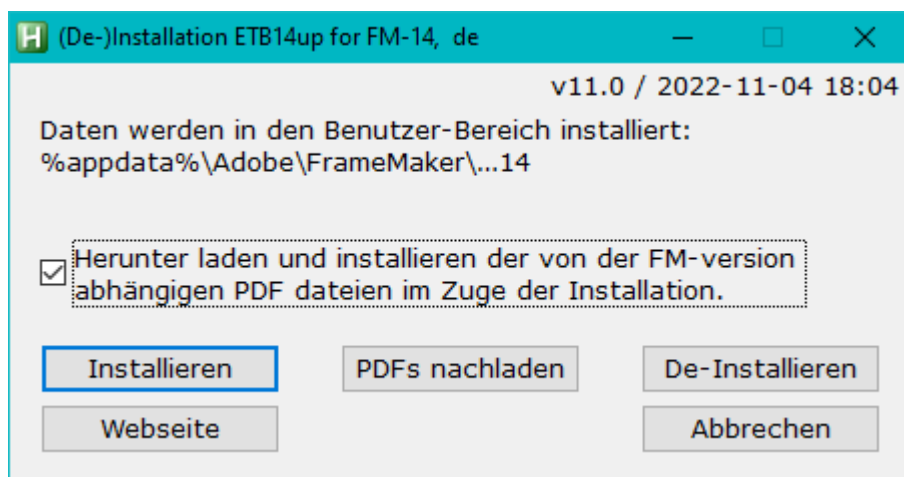 H (De-)Installation ETB14up for FM-14, de
v11.0 / 2022-11-04 18:04
Daten werden in den Benutzer-Bereich installiert:
%appdata%\Adobe\FrameMaker\...14
Herunter laden und installieren der von der FM-version
abhängigen PDF dateien im Zuge der Installation.
Installieren PDFs nachladen De-Installieren
Webseite Abbrechen